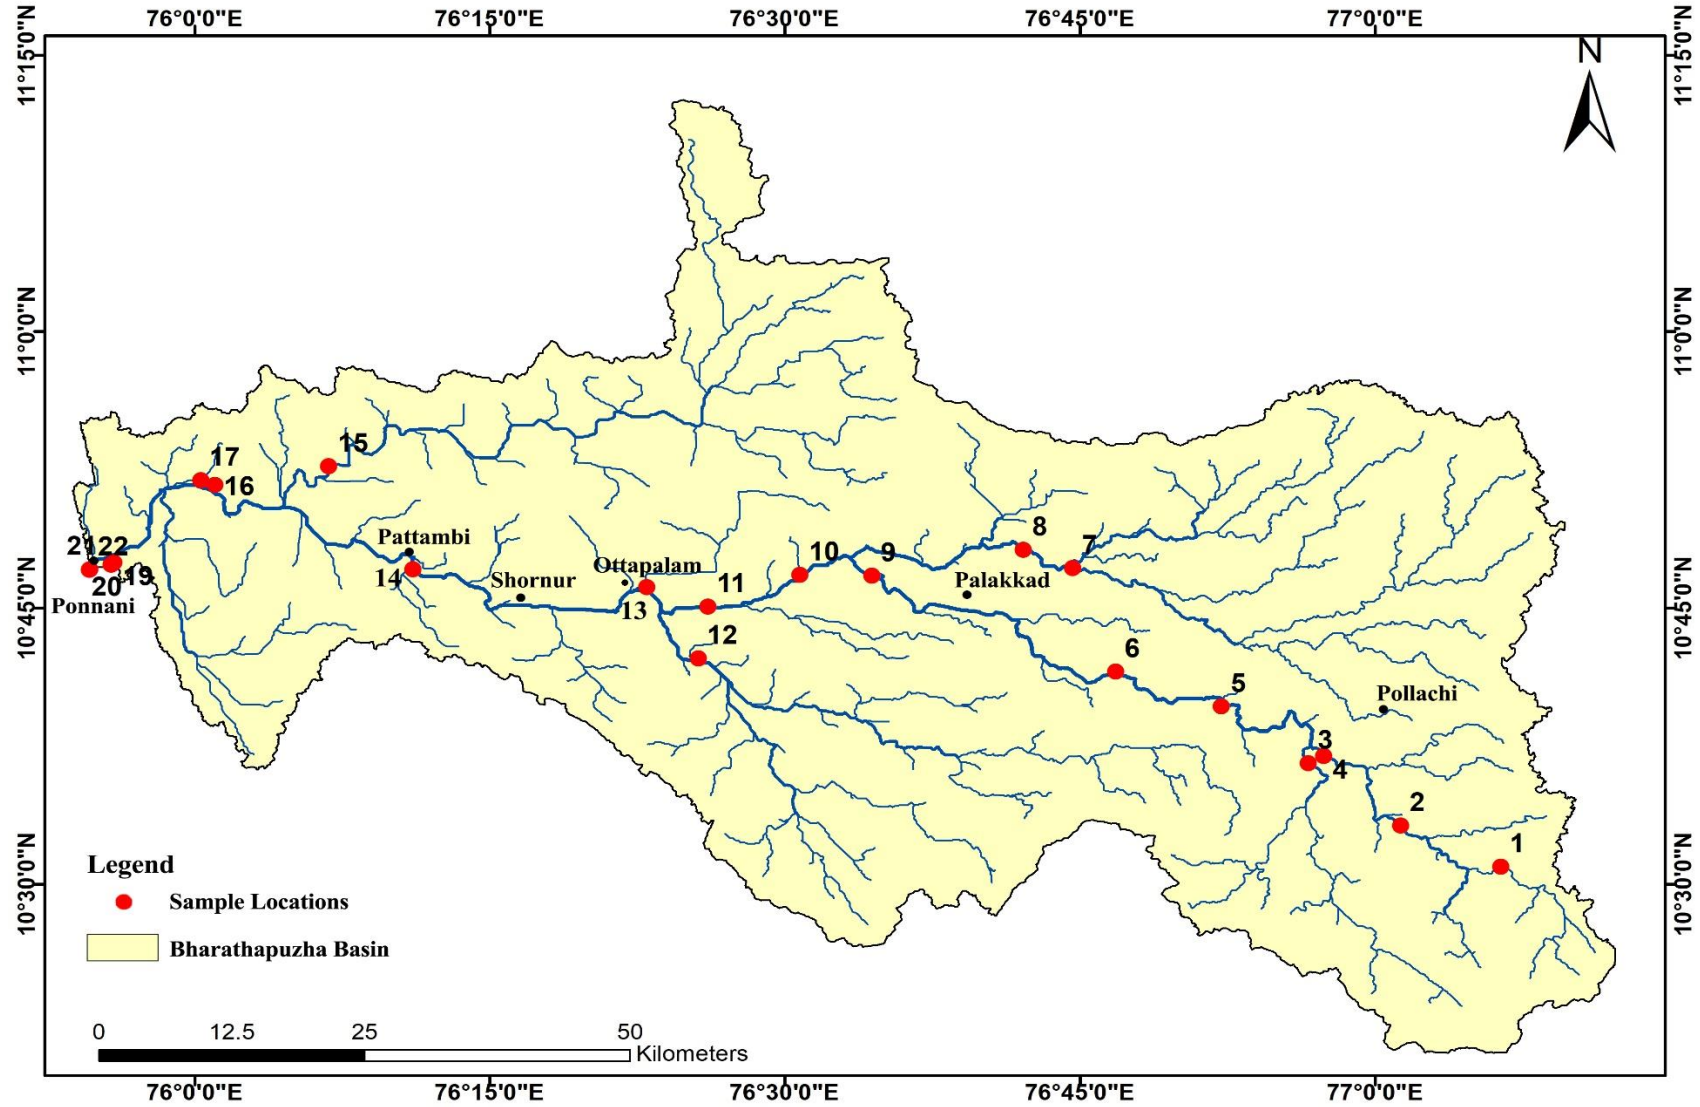 76°0'0"E 76°15'0"E 76°30'0"E 76°45'0"E 77°0'0"E
11°15'0"N 11°15'0"N
N
11°0'0"N 11°0'0"N
15
17
16
8
Pattambi
7
2122
10
9
Ottapalam
14
19
Shornur
Palakkad
20
11
Ponnani
13
10°45'0"N 10°45'0"N
12
6
5
Pollachi
3
4
2
1
Legend
Sample Locations
10°30'0"N 10°30'0"N
Bharathapuzha Basin
0 12.5 25 50
Kilometers
76°0'0"E 76°15'0"E 76°30'0"E 76°45'0"E 77°0'0"E